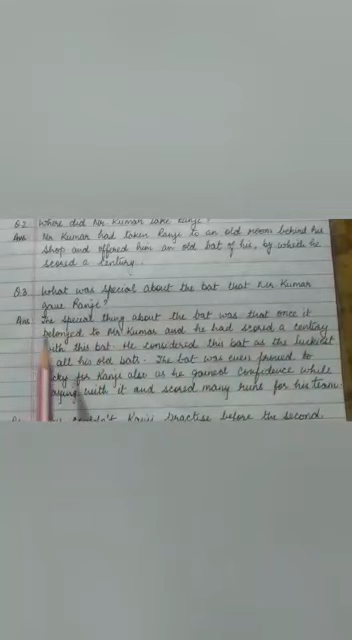 Q.2 Where did Mr. Kumar take Ranji?
Ans Mr Kumar had taken Ranji to an old room behind his
shop and offered him an old bat of his, by which he
scored a century.
Q.3 What was special about the bat that Mr. Kumar
gave Ranji?
Ans The special thing about the bat was that once it
belonged to Mr. Kumar and he had scored a century
with this bat. He considered this bat as the luckiest
all his old bats. The bat was even proved to
for Ranji also as he gained confidence while
with it and scored many runs for his team.
Ranji practise before the second